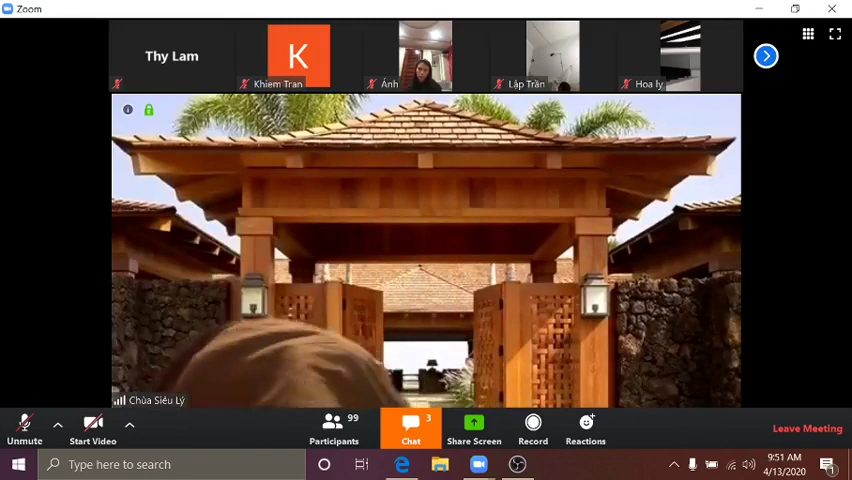 Zoom
Thy Lam
K
Khiem Tran
Ánh
Lập Trần
Hoa ly
Chùa Siêu Lý
99
3
Unmute
Start Video
Participants
Chat
Share Screen
Record
Reactions
Leave Meeting
Type here to search
9:51 AM
4/13/2020
1